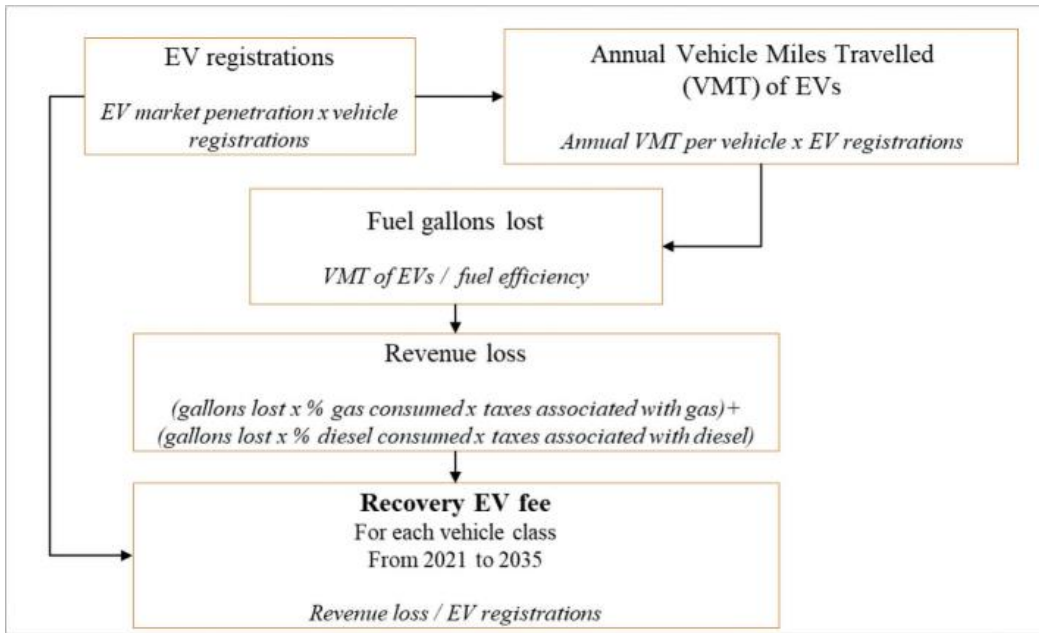 EV registrations
EV market penetration x vehicle
registrations
Annual Vehicle Miles Travelled
(VMT) of EVs
Annual VMT per vehicle x EV registrations
Fuel gallons lost
VMT of EVs / fuel efficiency
Revenue loss
(gallons lost x % gas consumed x taxes associated with gas)+
(gallons lost x % diesel consumed x taxes associated with diesel)
Recovery EV fee
For each vehicle class
From 2021 to 2035
Revenue loss / EV registrations